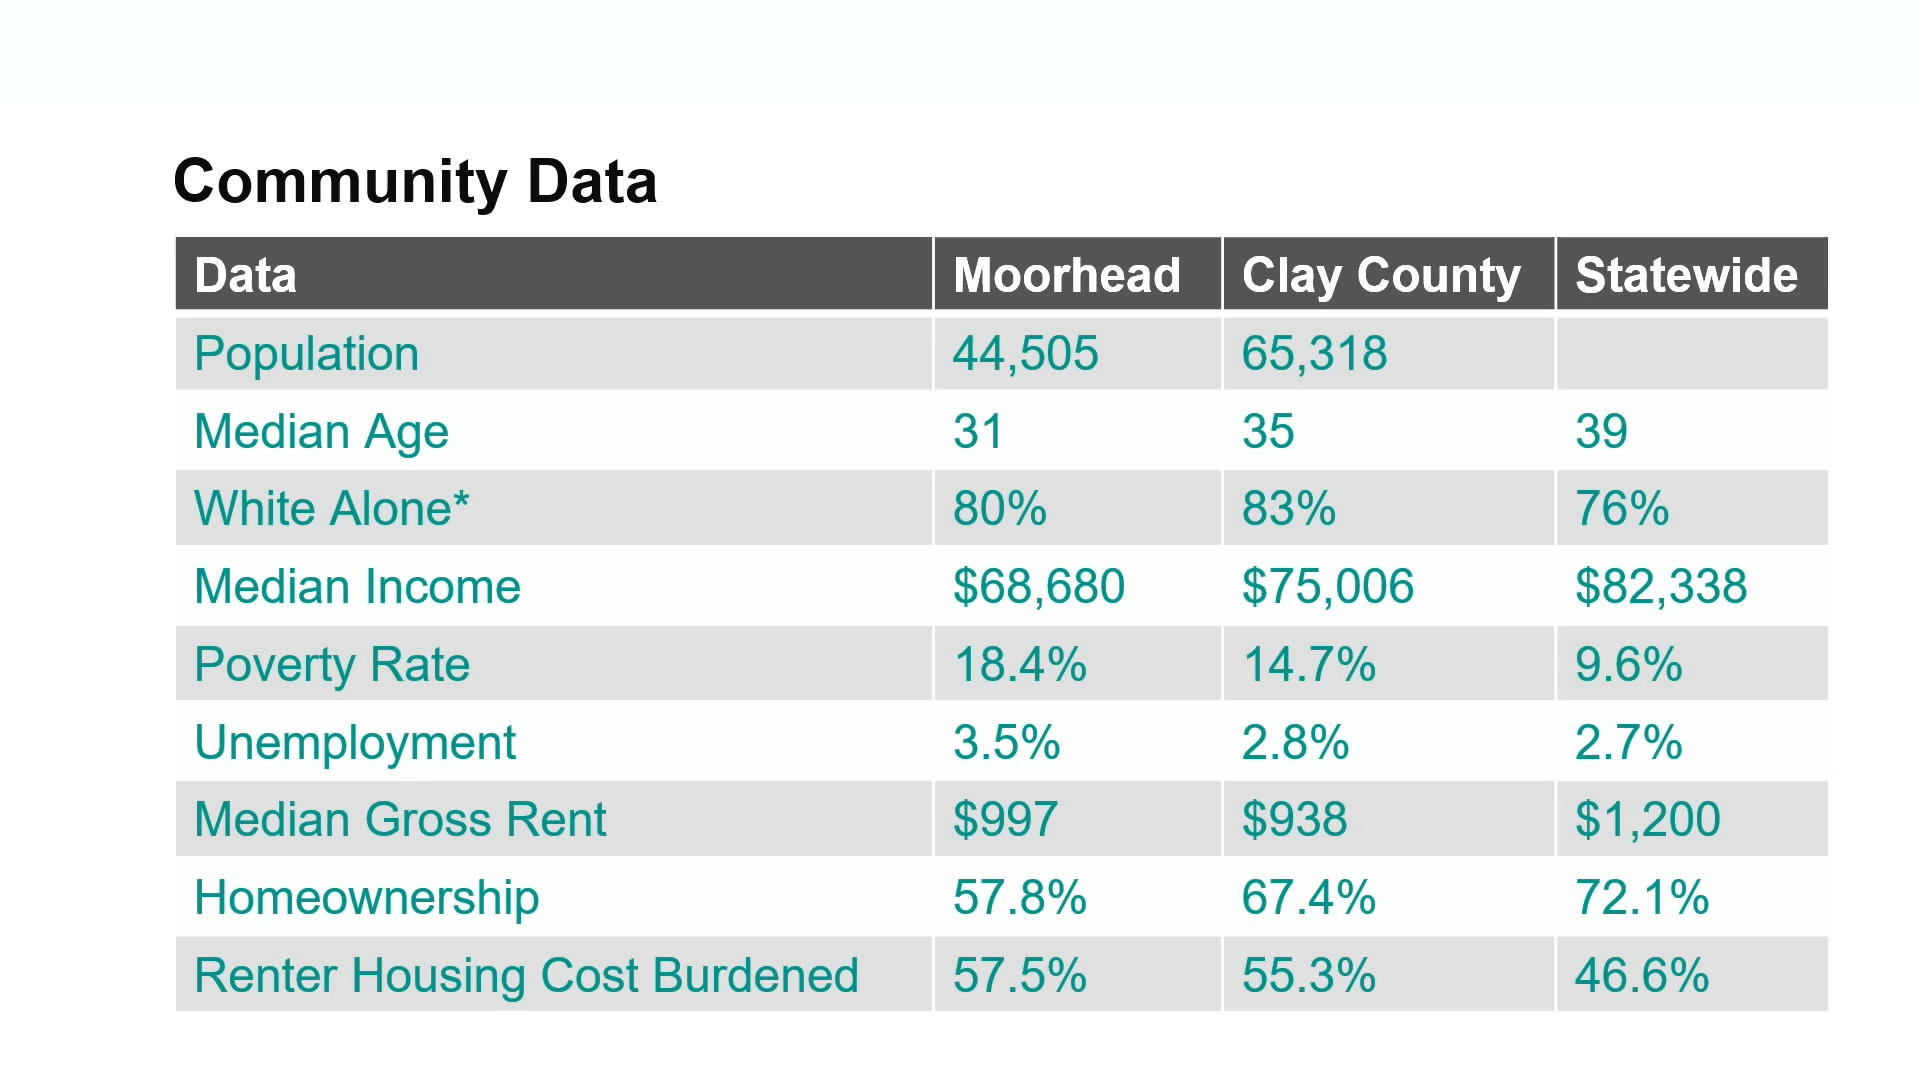 Community Data
Data Moorhead Clay County Statewide
Population 44,505 65,318
Median Age 31 35 39
White Alone* 80% 83% 76%
Median Income $68,680 $75,006 $82,338
Poverty Rate 18.4% 14.7% 9.6%
Unemployment 3.5% 2.8% 2.7%
Median Gross Rent $997 $938 $1,200
Homeownership 57.8% 67.4% 72.1%
Renter Housing Cost Burdened 57.5% 55.3% 46.6%